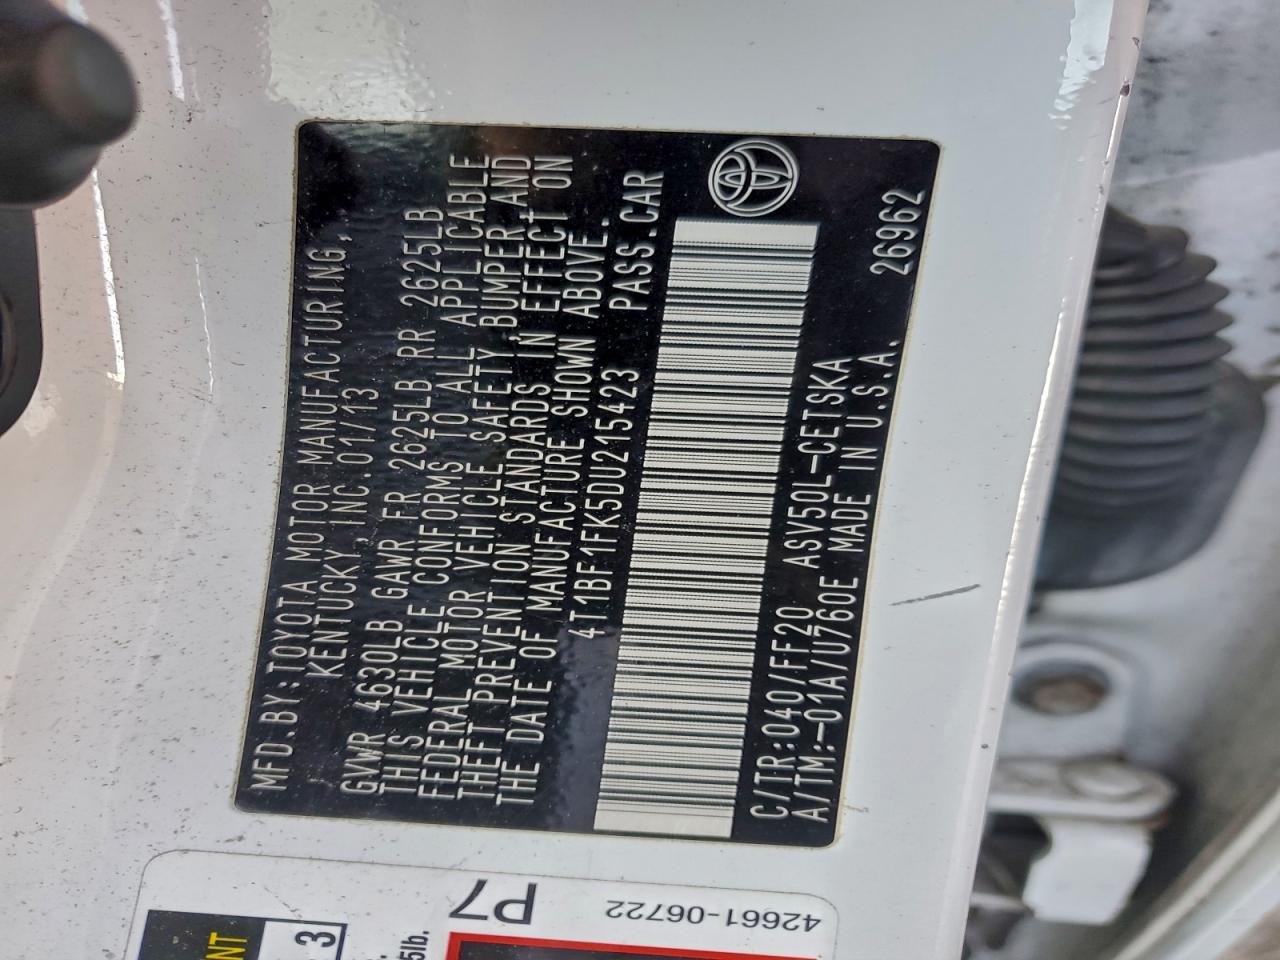 MFD.BY:TOYOTA MOTOR MANUFACTURING,
KENTUCKY,INC.01/13
GVWR 4630LB GAWR FR 2625LB RR 2625LB
THIS VEHICLE CONFORMS TO ALL APPLICABLE
FEDERAL MOTOR VEHICLE SAFETY,BUMPER,AND
THEFT PREVENTION STANDARDS IN EFFECT ON
THE DATE OF MANUFACTURE SHOWN ABOVE.
4T1BF1FK5DU215423 PASS.CAR
C/TR:040/FF20 ASV50L-CETSKA
A/TM:-01A/U760E MADE IN U.S.A.
26962
P7
42661-06722
NT
3
5lb.